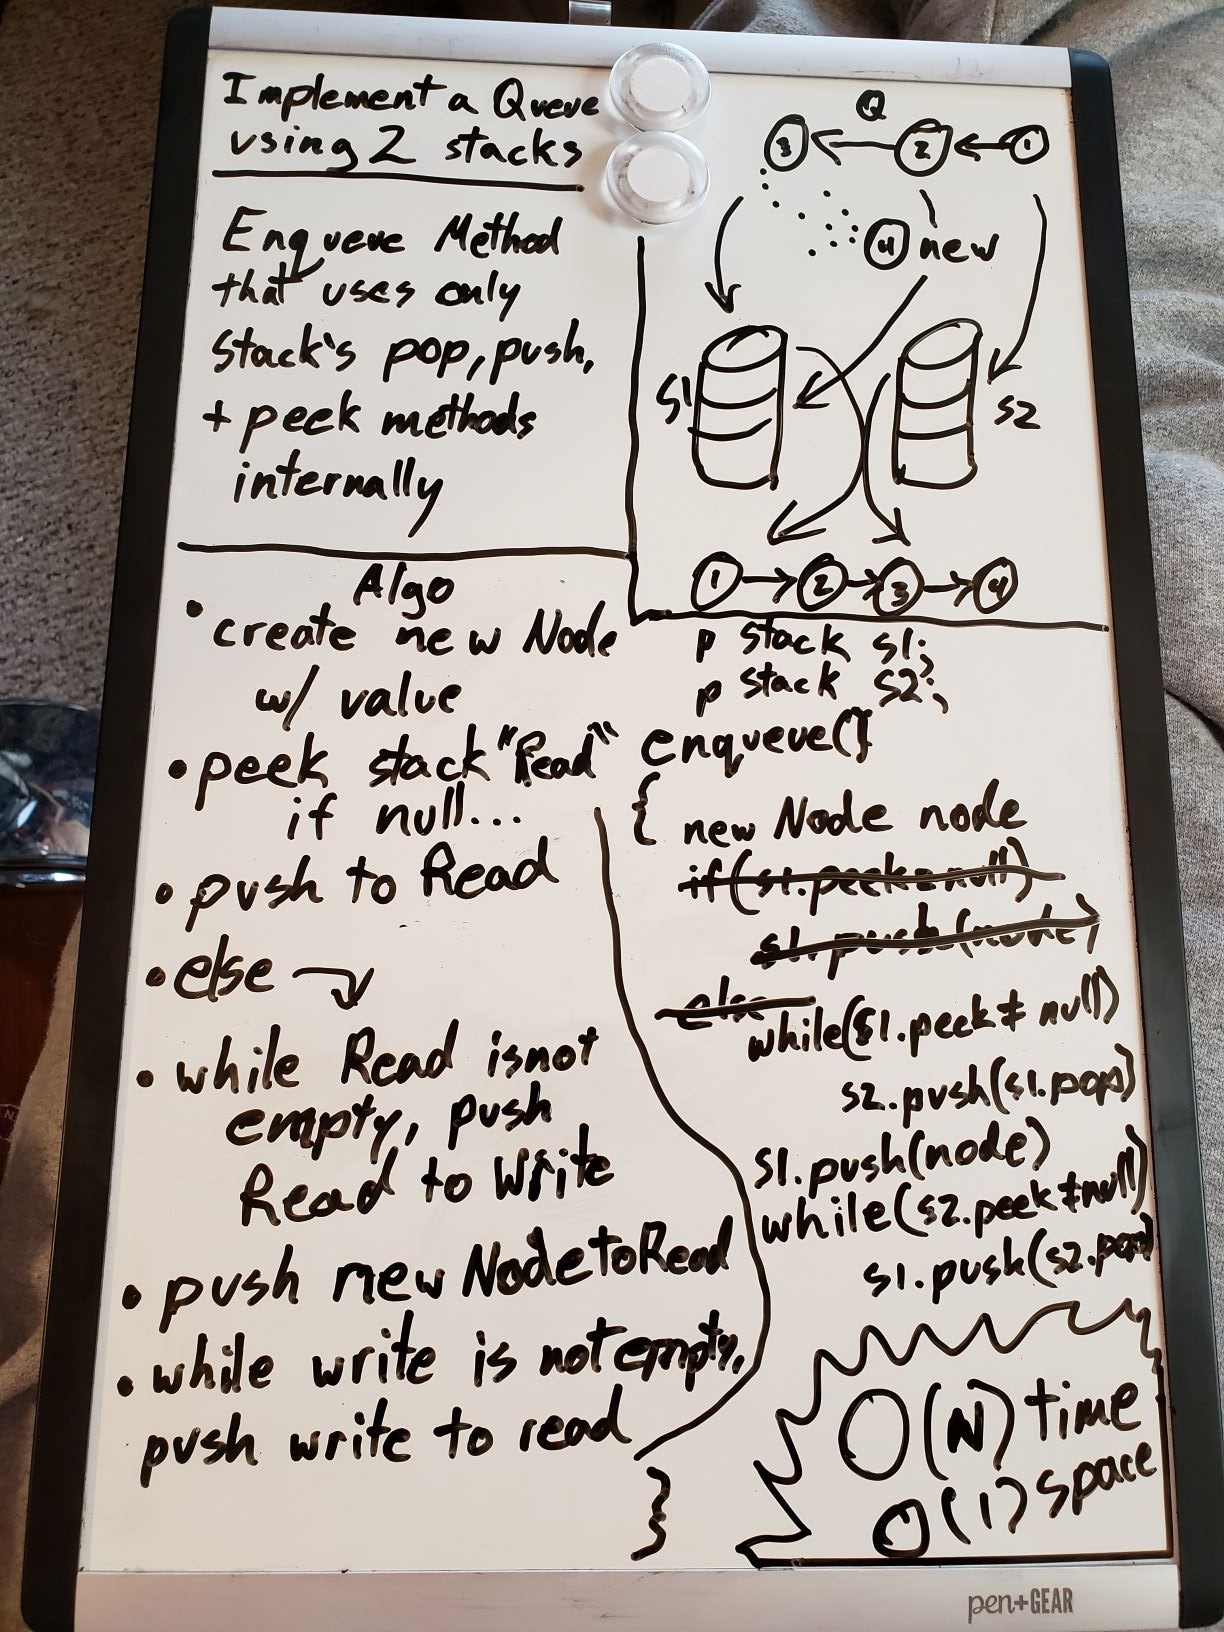 Implement a Queue
using 2 stacks
Enqueue Method
that uses only
stack's pop, push,
+ peek methods
internally
Q
3 2 1
4 new
S1 S2
1 2 3 4
Algo
• create new Node
w/ value
• peek stack "Read"
if null...
• push to Read
• else
• while Read is not
empty, push
Read to Write
• push new Node to Read
• while write is not empty,
push write to read
p stack s1;
p stack s2;
enqueue()
{ new Node node
if(s1.peek = null)
s1.push(node)
else
while(s1.peek ≠ null)
s2.push(s1.pop)
s1.push(node)
while(s2.peek ≠ null)
s1.push(s2.pop)
}
O(N) time
O(1) space
pen+GEAR